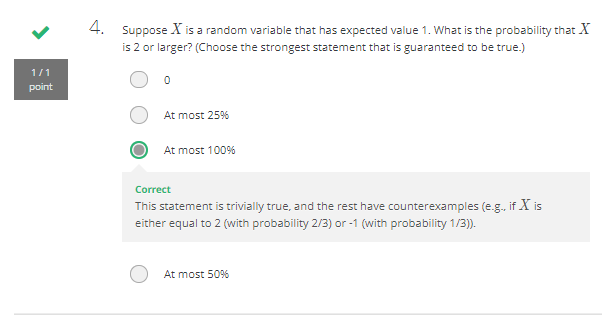 4. Suppose X is a random variable that has expected value 1. What is the probability that X
is 2 or larger? (Choose the strongest statement that is guaranteed to be true.)
1 / 1
point
0
At most 25%
At most 100%
Correct
This statement is trivially true, and the rest have counterexamples (e.g., if X is
either equal to 2 (with probability 2/3) or -1 (with probability 1/3)).
At most 50%